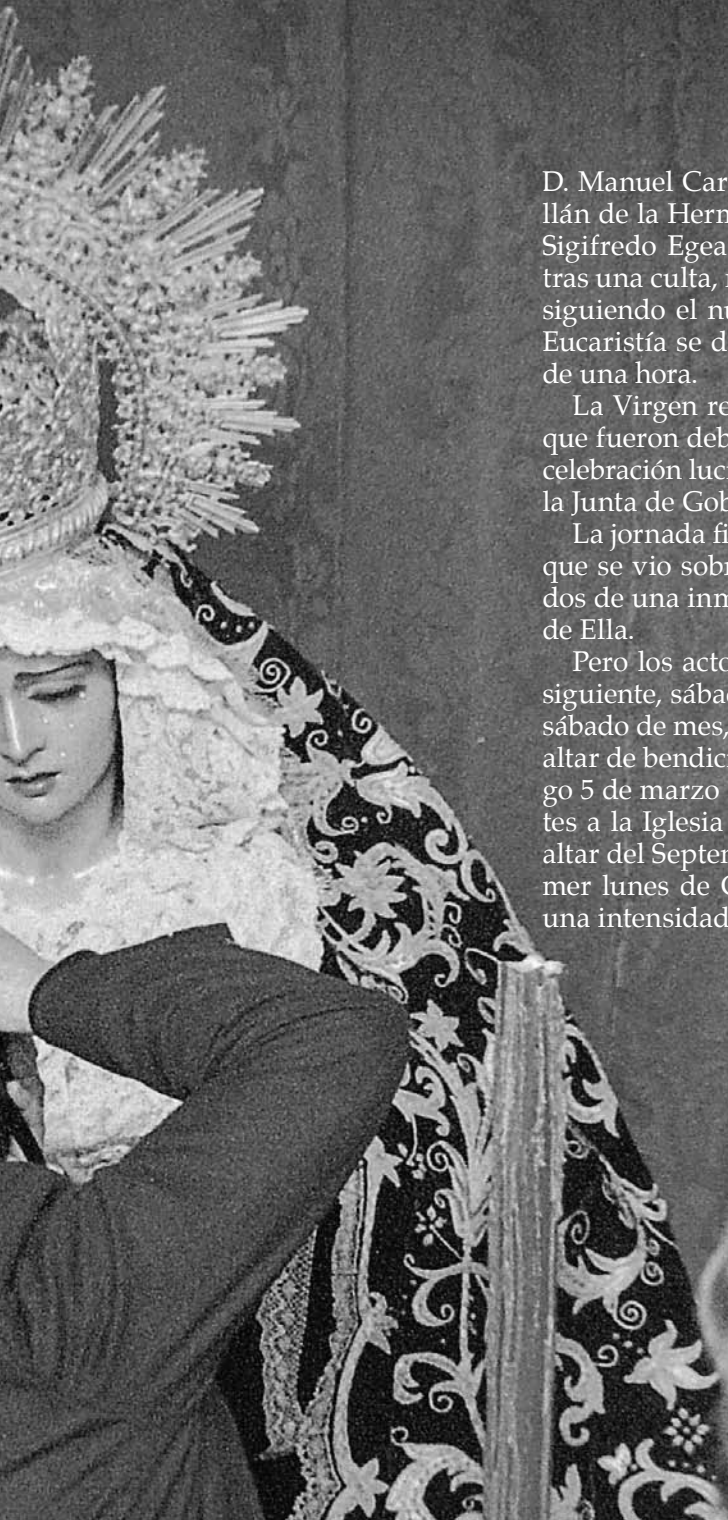 D. Manuel Car
llán de la Hern
Sigifredo Egea
tras una culta,
siguiendo el nu
Eucaristía se d
de una hora.
La Virgen re
que fueron deb
celebración luc
la Junta de Gob
La jornada fi
que se vio sobr
dos de una inm
de Ella.
Pero los acto
siguiente, sábad
sábado de mes,
altar de bendici
go 5 de marzo
tes a la Iglesia
altar del Septen
mer lunes de C
una intensidad